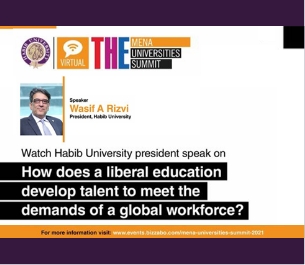 VIRTUAL
THE
MENA
UNIVERSITIES
SUMMIT
Speaker
Wasif A Rizvi
President, Habib University
Watch Habib University president speak on
How does a liberal education
develop talent to meet the
demands of a global workforce?
For more information visit: www.events.bizzabo.com/mena-universities-summit-2021